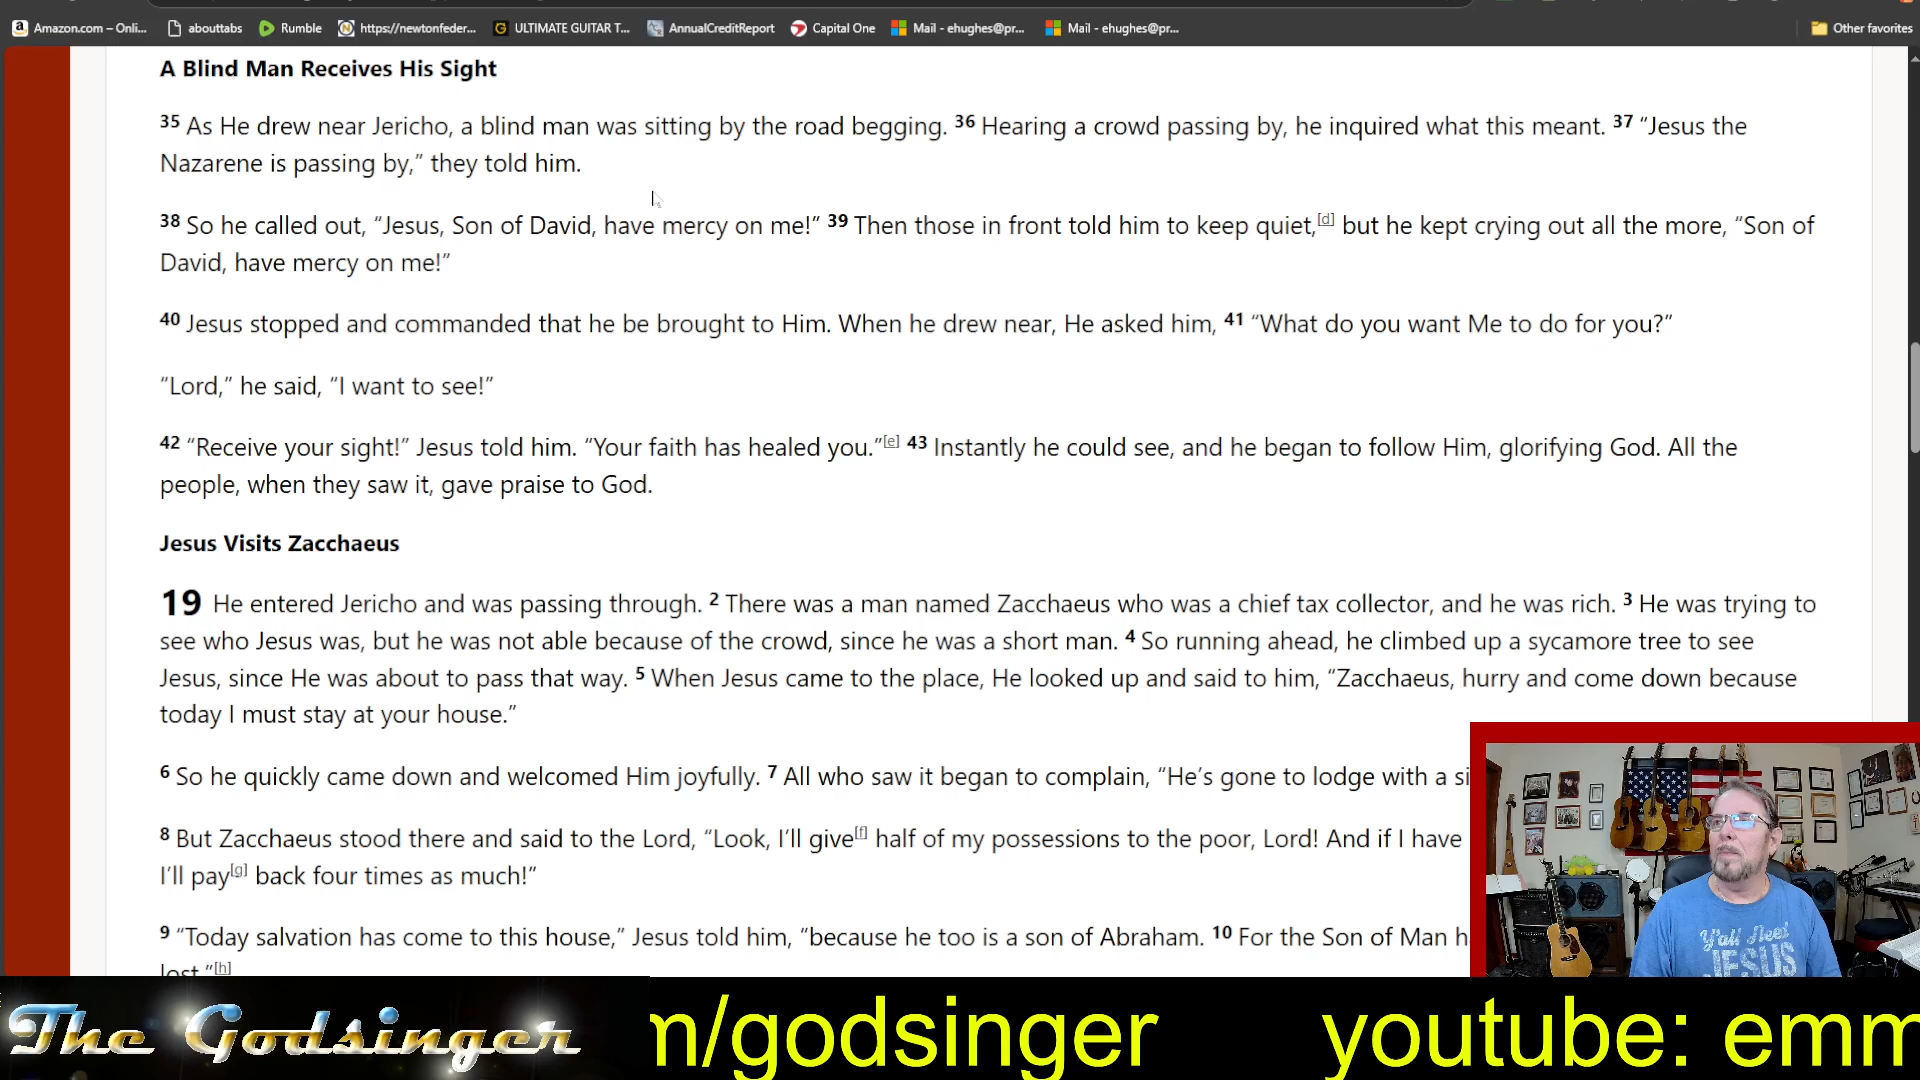 Amazon.com – Onli... abouttabs Rumble https://newtonfeder... ULTIMATE GUITAR T... AnnualCreditReport Capital One Mail - ehughes@pr... Mail - ehughes@pr... Other favorites
A Blind Man Receives His Sight
35 As He drew near Jericho, a blind man was sitting by the road begging. 36 Hearing a crowd passing by, he inquired what this meant. 37 “Jesus the
Nazarene is passing by,” they told him.
38 So he called out, “Jesus, Son of David, have mercy on me!” 39 Then those in front told him to keep quiet,[d] but he kept crying out all the more, “Son of
David, have mercy on me!”
40 Jesus stopped and commanded that he be brought to Him. When he drew near, He asked him, 41 “What do you want Me to do for you?”
“Lord,” he said, “I want to see!”
42 “Receive your sight!” Jesus told him. “Your faith has healed you.”[e] 43 Instantly he could see, and he began to follow Him, glorifying God. All the
people, when they saw it, gave praise to God.
Jesus Visits Zacchaeus
19 He entered Jericho and was passing through. 2 There was a man named Zacchaeus who was a chief tax collector, and he was rich. 3 He was trying to
see who Jesus was, but he was not able because of the crowd, since he was a short man. 4 So running ahead, he climbed up a sycamore tree to see
Jesus, since He was about to pass that way. 5 When Jesus came to the place, He looked up and said to him, “Zacchaeus, hurry and come down because
today I must stay at your house.”
6 So he quickly came down and welcomed Him joyfully. 7 All who saw it began to complain, “He’s gone to lodge with a si
8 But Zacchaeus stood there and said to the Lord, “Look, I’ll give[f] half of my possessions to the poor, Lord! And if I have
I’ll pay[g] back four times as much!”
9 “Today salvation has come to this house,” Jesus told him, “because he too is a son of Abraham. 10 For the Son of Man h
lost.”[h]
Y'all Need
JESUS
The Godsinger n/godsinger youtube: emm